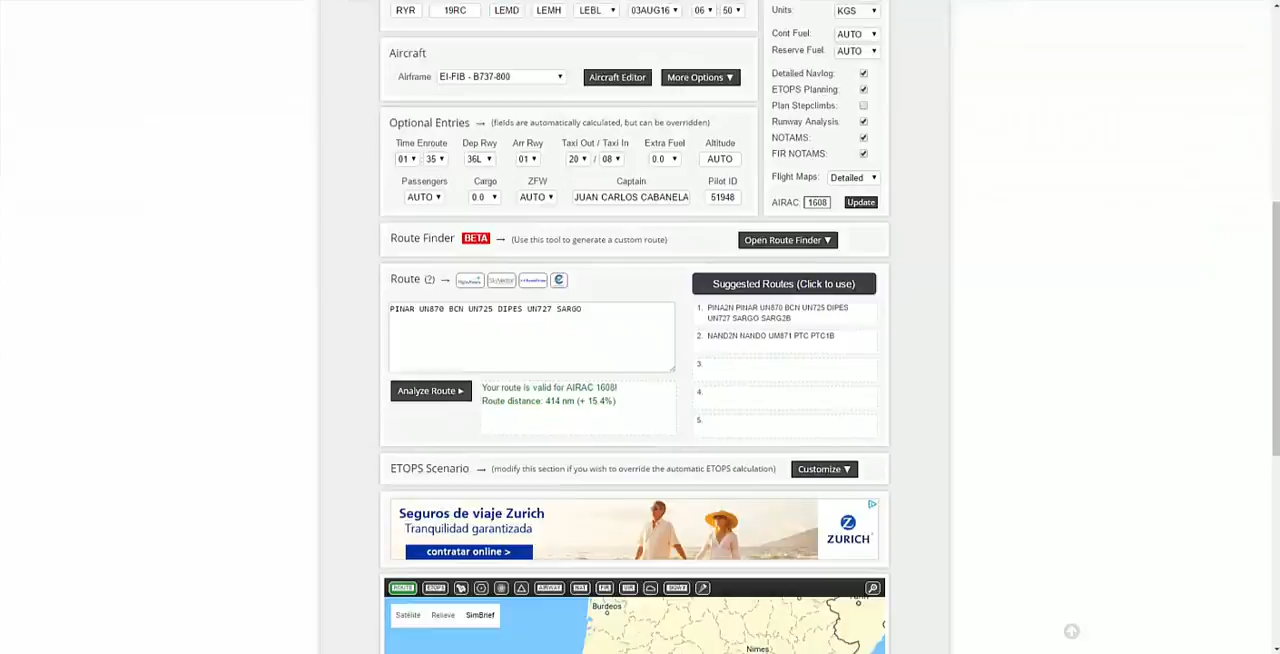 RYR 19RC LEMD LEMH LEBL 03AUG16 06 : 50
Units: KGS
Cont Fuel: AUTO
Reserve Fuel: AUTO
Aircraft
Airframe EI-FIB - B737-800 Aircraft Editor More Options ▼
Detailed Navlog:
ETOPS Planning:
Plan Stepclimbs:
Runway Analysis:
NOTAMS:
FIR NOTAMS:
Flight Maps: Detailed
AIRAC: 1608 Update
Optional Entries → (fields are automatically calculated, but can be overridden)
Time Enroute Dep Rwy Arr Rwy Taxi Out / Taxi In Extra Fuel Altitude
01 : 35 36L 01 20 / 08 0.0 AUTO
Passengers Cargo ZFW Captain Pilot ID
AUTO 0.0 AUTO JUAN CARLOS CABANELA 51948
Route Finder BETA → (Use this tool to generate a custom route) Open Route Finder ▼
Route (2) →
SkyVector
PINAR UN870 BCN UN725 DIPES UN727 SARGO
Analyze Route ►
Your route is valid for AIRAC 1608!
Route distance: 414 nm (+ 15.4%)
Suggested Routes (Click to use)
1. PINA2N PINAR UN870 BCN UN725 DIPES
UN727 SARGO SARG2B
2. NAND2N NANDO UM871 PTC PTC1B
3.
4.
5.
ETOPS Scenario → (modify this section if you wish to override the automatic ETOPS calculation) Customize ▼
Seguros de viaje Zurich
Tranquilidad garantizada
contratar online >
ZURICH
ROUTE ETOPS AIRWAY NAT FIR UIR
Satélite Relieve SimBrief
Burdeos
Turín
Nimes